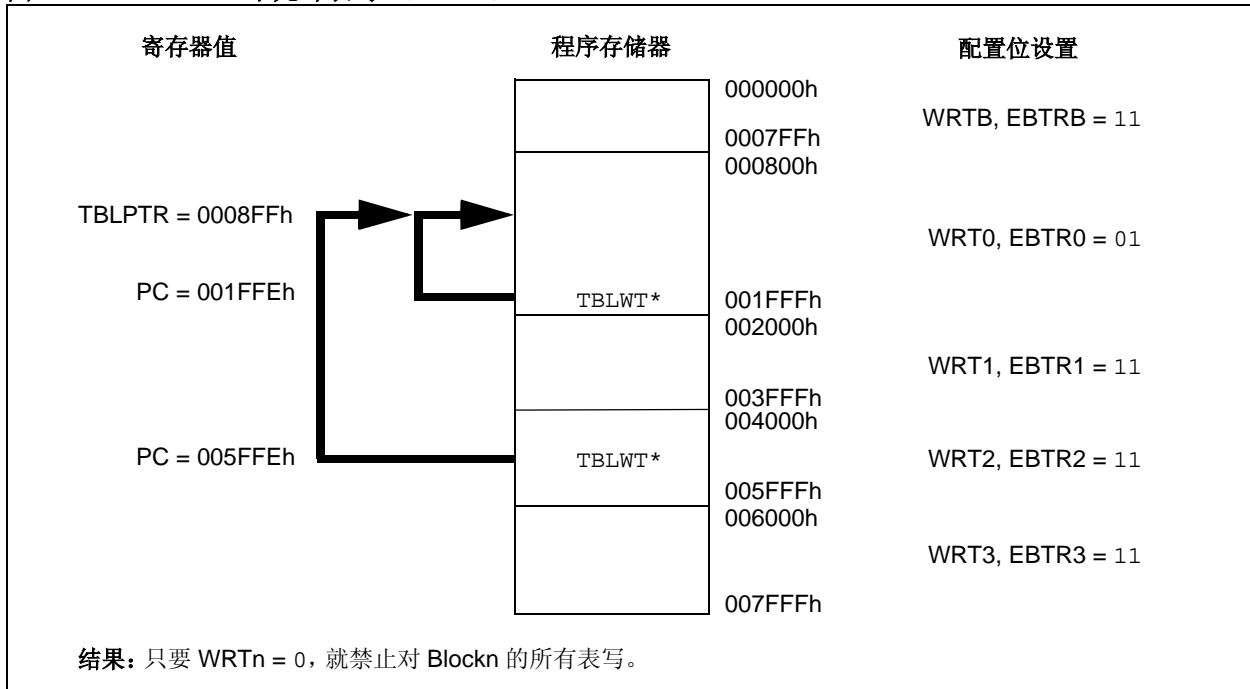 寄存器值
程序存储器
配置位设置
000000h
WRTB, EBTRB = 11
0007FFh
000800h
TBLPTR = 0008FFh
WRT0, EBTR0 = 01
PC = 001FFEh
TBLWT*
001FFFh
002000h
WRT1, EBTR1 = 11
003FFFh
004000h
PC = 005FFEh
TBLWT*
WRT2, EBTR2 = 11
005FFFh
006000h
WRT3, EBTR3 = 11
007FFFh
结果：只要 WRTn = 0，就禁止对 Blockn 的所有表写。